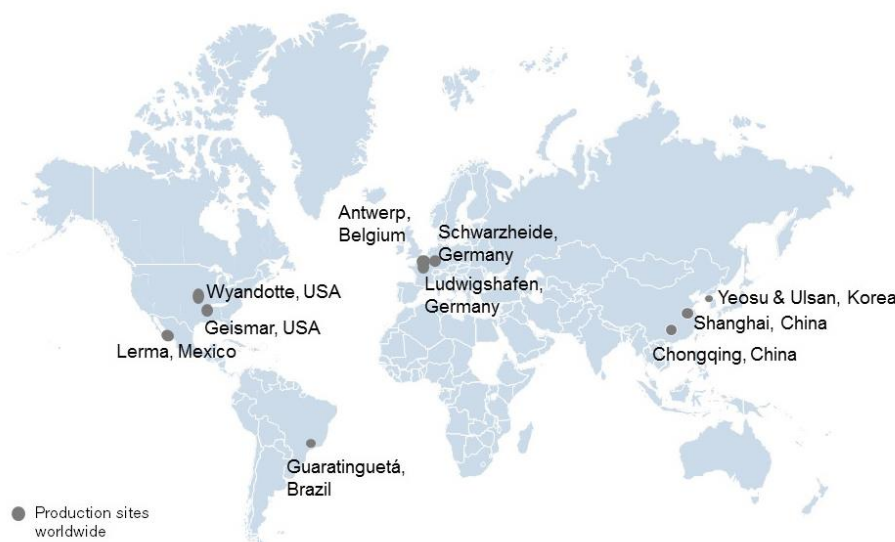 Antwerp,
Belgium
Schwarzheide,
Germany
Ludwigshafen,
Germany
Wyandotte, USA
Geismar, USA
Lerma, Mexico
Yeosu & Ulsan, Korea
Shanghai, China
Chongqing, China
Guaratinguetá,
Brazil
Production sites
worldwide